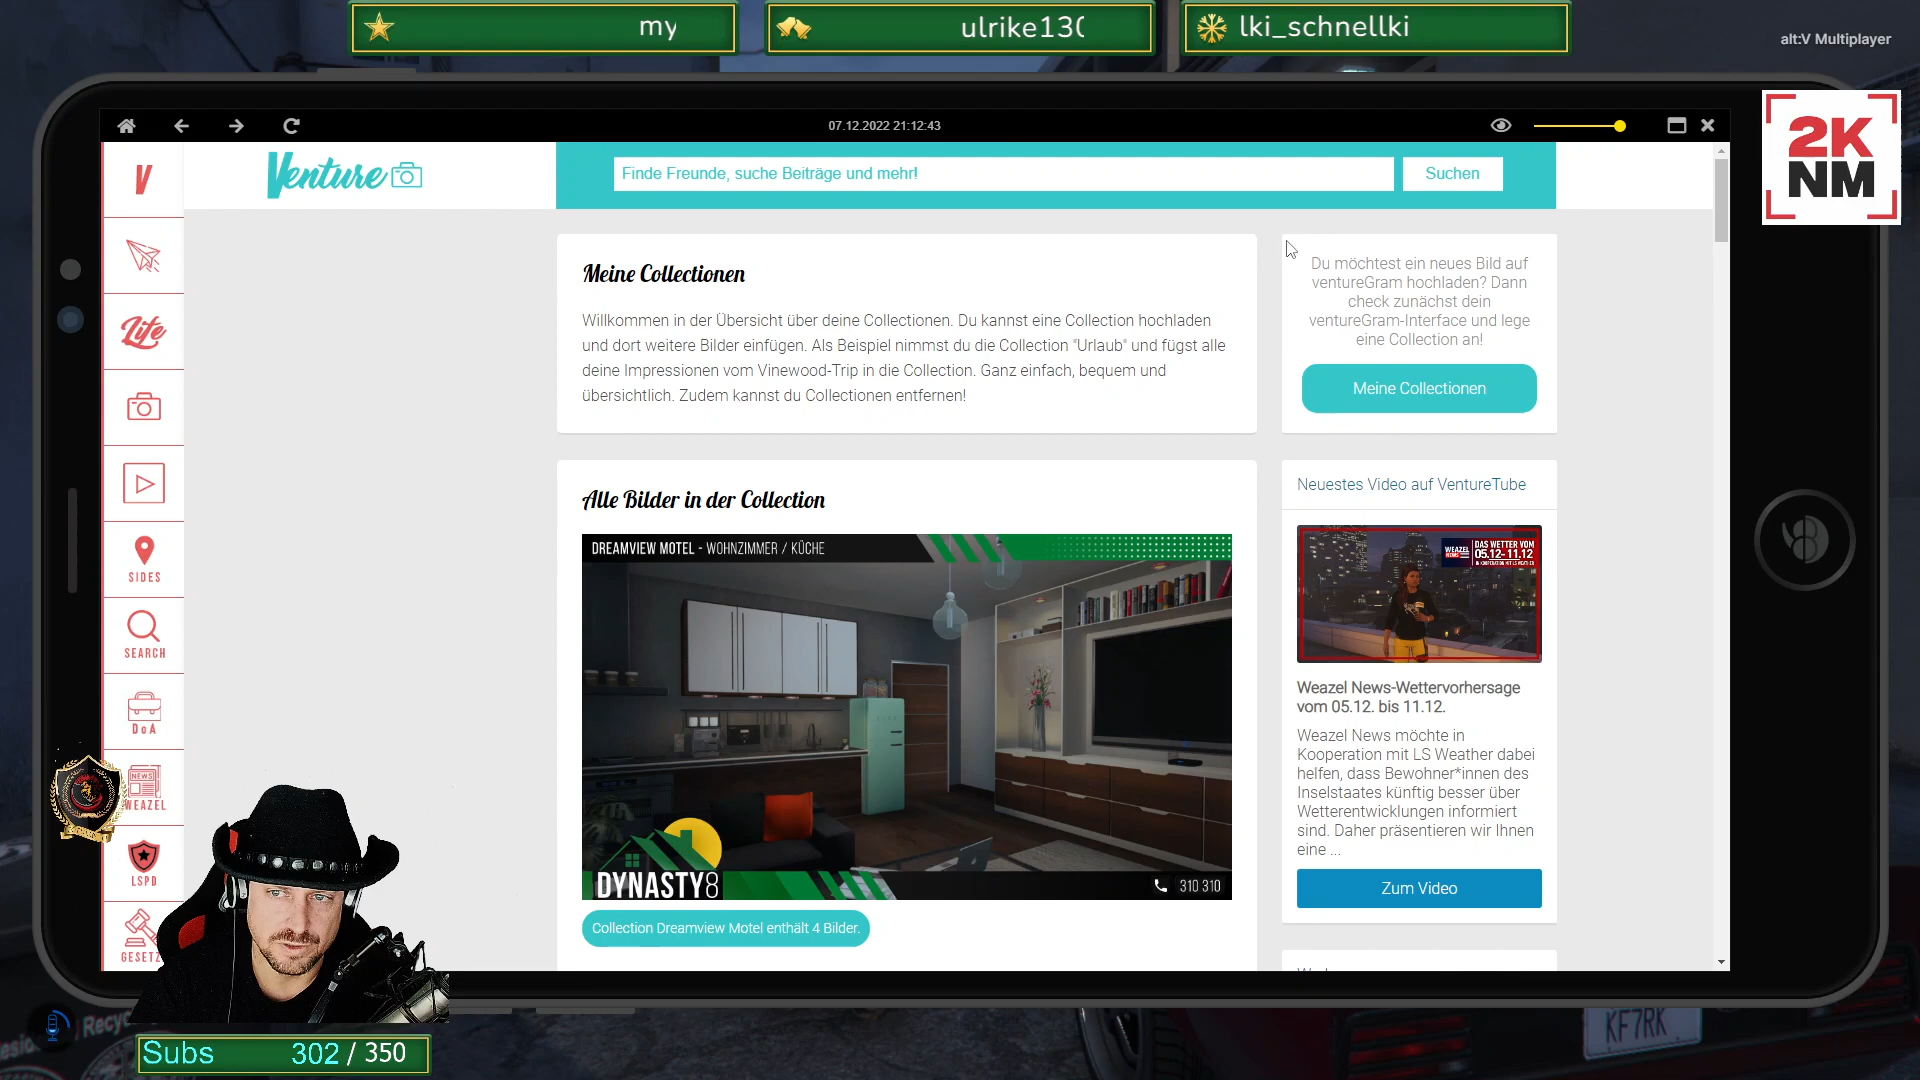 my
ulrike130
lki_schnellki
alt:V Multiplayer
07.12.2022 21:12:43
2K
NM
V
Venture
Finde Freunde, suche Beiträge und mehr!
Suchen
Life
SIDES
SEARCH
DoA
NEWS
WEAZEL
LSPD
GESETZ
Meine Collectionen
Willkommen in der Übersicht über deine Collectionen. Du kannst eine Collection hochladen
und dort weitere Bilder einfügen. Als Beispiel nimmst du die Collection "Urlaub" und fügst alle
deine Impressionen vom Vinewood-Trip in die Collection. Ganz einfach, bequem und
übersichtlich. Zudem kannst du Collectionen entfernen!
Du möchtest ein neues Bild auf
ventureGram hochladen? Dann
check zunächst dein
ventureGram-Interface und lege
eine Collection an!
Meine Collectionen
Alle Bilder in der Collection
DREAMVIEW MOTEL - WOHNZIMMER / KÜCHE
DYNASTY8
310 310
Collection Dreamview Motel enthält 4 Bilder.
Neuestes Video auf VentureTube
WEAZEL
NEWS
DAS WETTER VOM
05.12- 11.12
Weazel News-Wettervorhersage
vom 05.12. bis 11.12.
Weazel News möchte in
Kooperation mit LS Weather dabei
helfen, dass Bewohner*innen des
Inselstaates künftig besser über
Wetterentwicklungen informiert
sind. Daher präsentieren wir Ihnen
eine ...
Zum Video
Subs 302 / 350
KF7RK